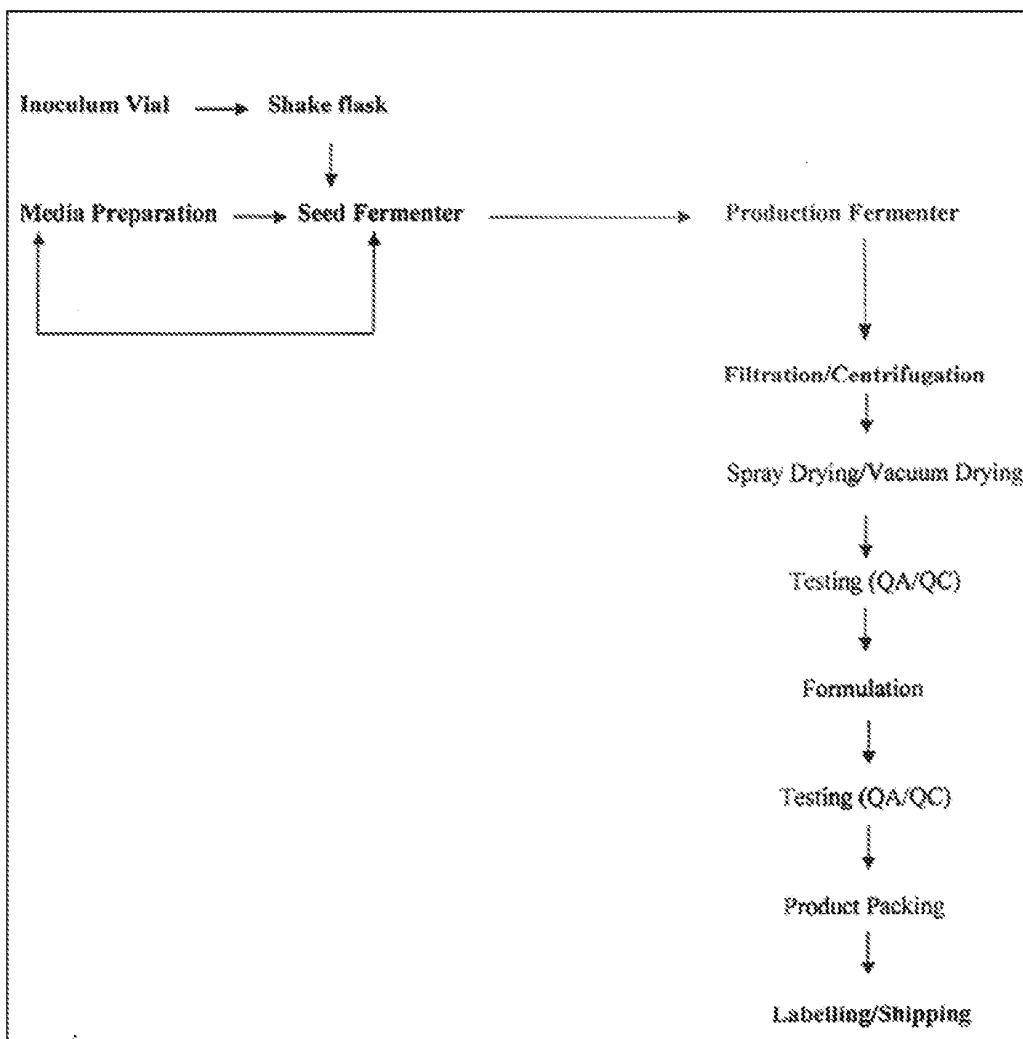 Inoculum Vial Shake flask
Media Preparation Seed Fermenter Production Fermenter
Filtration/Centrifugation
Spray Drying/Vacuum Drying
Testing (QA/QC)
Formulation
Testing (QA/QC)
Product Packing
Labelling/Shipping